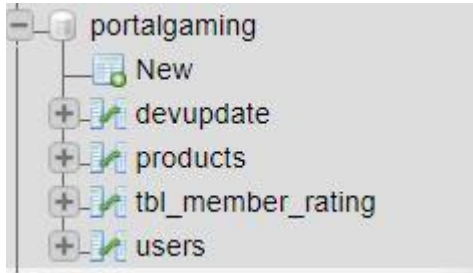 portalgaming
New
devupdate
products
tbl_member_rating
users